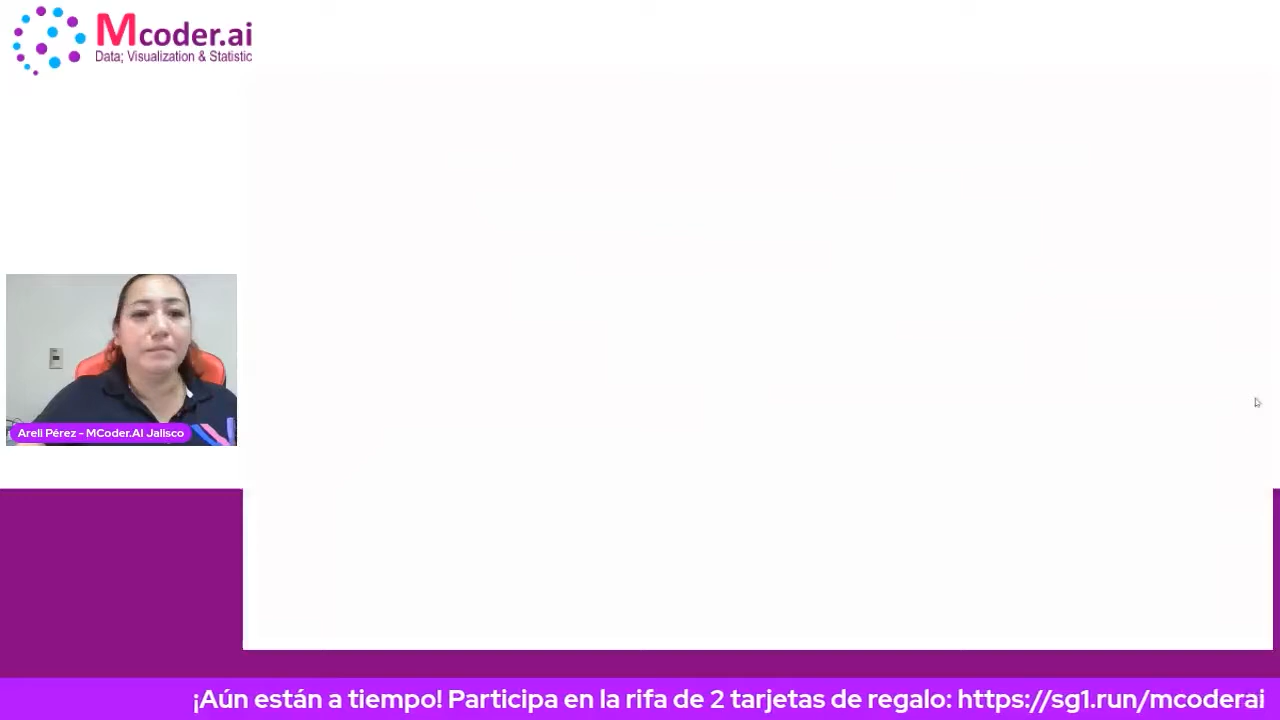 Mcoder.ai
Data; Visualization & Statistic
Areli Pérez - MCoder.AI Jalisco
¡Aún están a tiempo! Participa en la rifa de 2 tarjetas de regalo: https://sg1.run/mcoderai